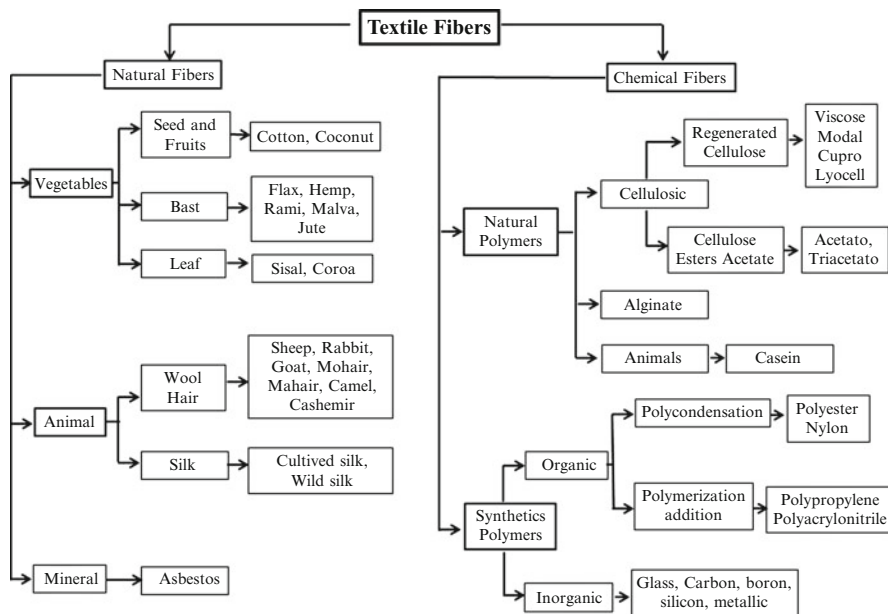 Textile Fibers
Natural Fibers
Vegetables
Seed and
Fruits
Cotton, Coconut
Bast
Flax, Hemp,
Rami, Malva,
Jute
Leaf
Sisal, Coroa
Animal
Wool
Hair
Sheep, Rabbit,
Goat, Mohair,
Mahair, Camel,
Cashemir
Silk
Cultived silk,
Wild silk
Mineral
Asbestos
Chemical Fibers
Natural
Polymers
Cellulosic
Regenerated
Cellulose
Viscose
Modal
Cupro
Lyocell
Cellulose
Esters Acetate
Acetato,
Triacetato
Alginate
Animals
Casein
Synthetics
Polymers
Organic
Polycondensation
Polyester
Nylon
Polymerization
addition
Polypropylene
Polyacrylonitrile
Inorganic
Glass, Carbon, boron,
silicon, metallic